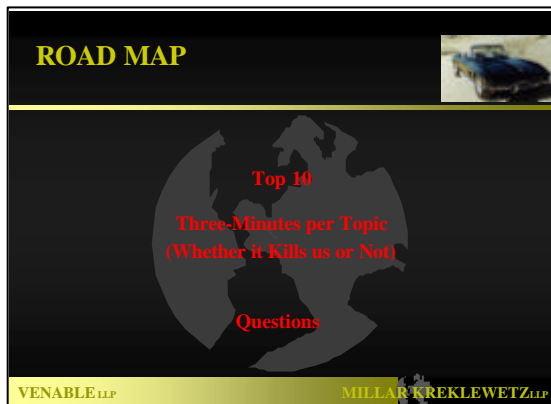 ROAD MAP
Top 10
Three-Minutes per Topic
(Whether it Kills us or Not)
Questions
VENABLE LLP
MILLAR KREKLEWETZ LLP